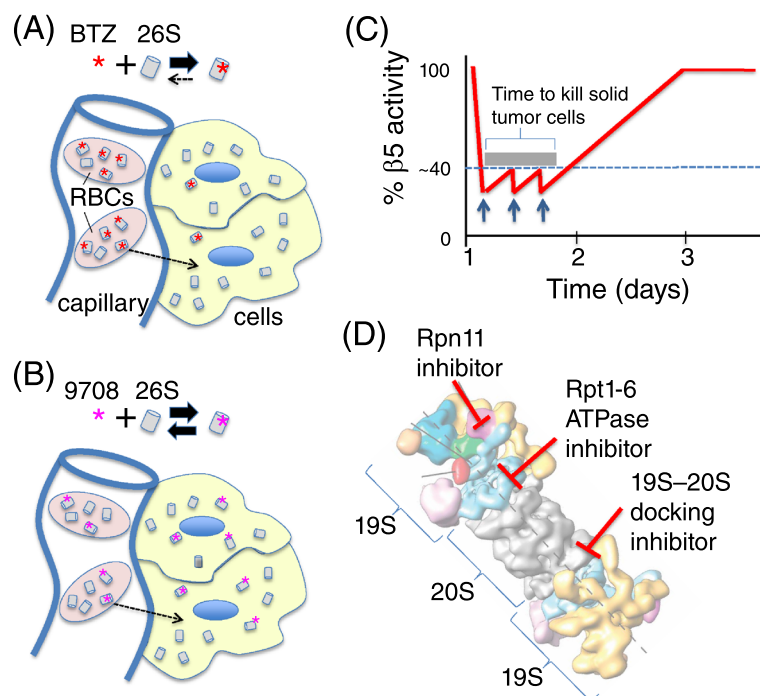 (A)
BTZ 26S
* + *
RBCs
capillary
cells
(B)
9708 26S
* + *
(C)
% β5 activity
100
~40
0
Time to kill solid
tumor cells
1 2 3
Time (days)
(D)
Rpn11
inhibitor
Rpt1-6
ATPase
inhibitor
19S–20S
docking
inhibitor
19S
20S
19S